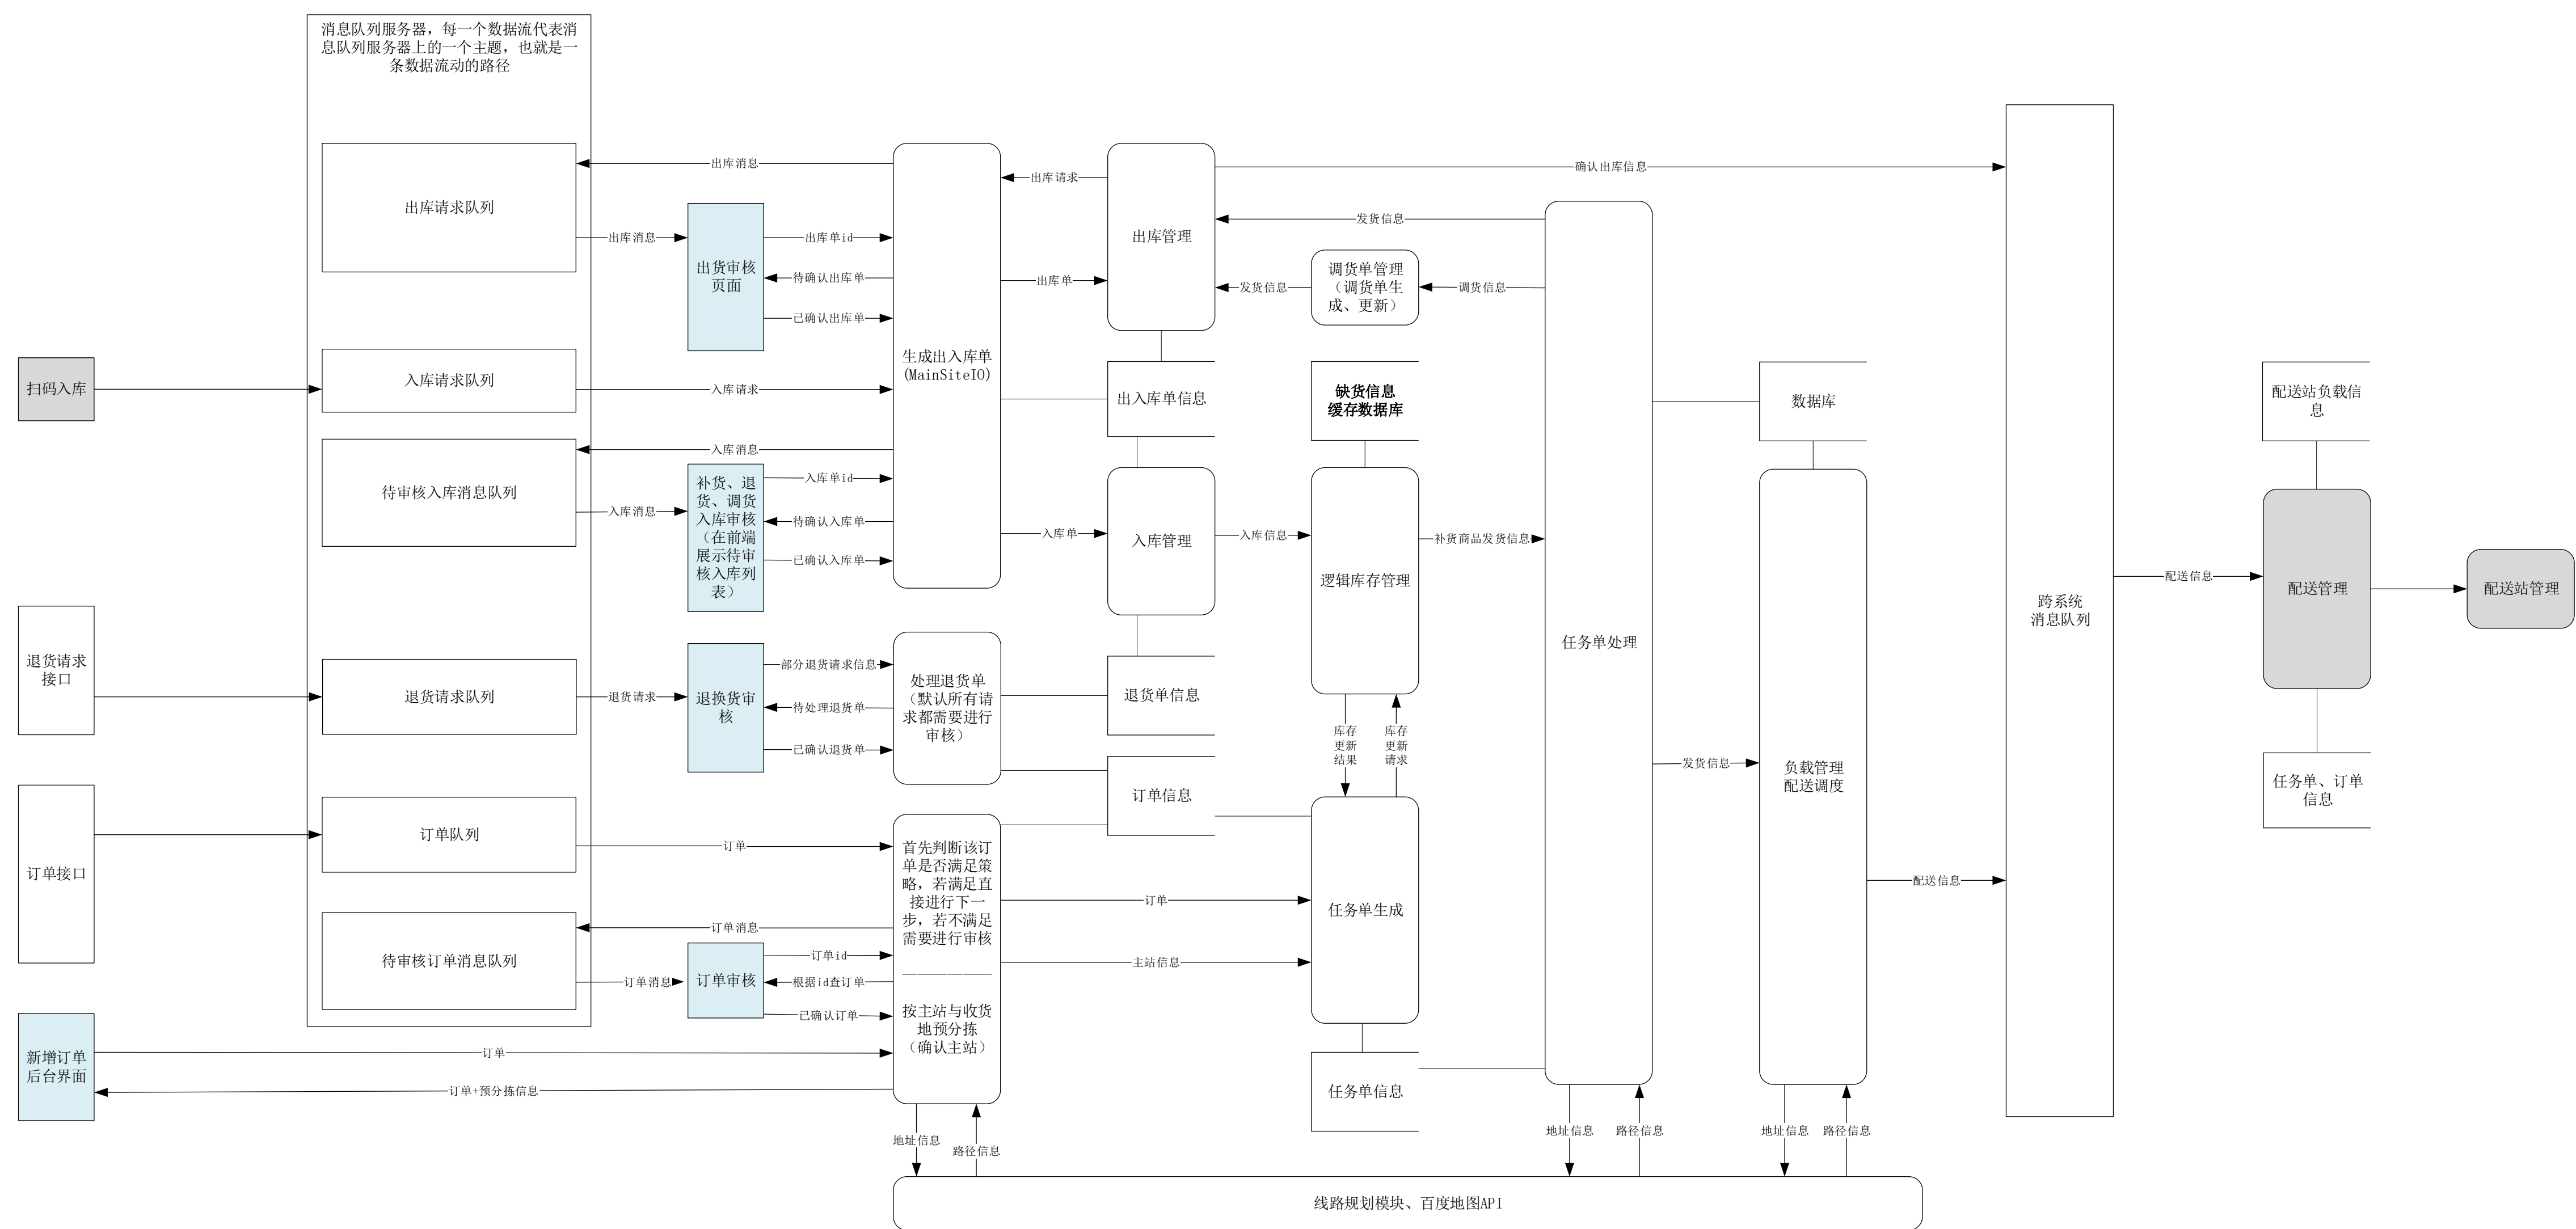 消息队列服务器，每一个数据流代表消
息队列服务器上的一个主题，也就是一
条数据流动的路径
出库请求队列
入库请求队列
待审核入库消息队列
退货请求队列
订单队列
待审核订单消息队列
扫码入库
退货请求
接口
订单接口
新增订单
后台界面
出库消息
出库消息
入库请求
入库消息
入库消息
退货请求
订单
订单消息
订单消息
订单
订单+预分拣信息
出货审核
页面
出库单id
待确认出库单
已确认出库单
补货、退
货、调货
入库审核
（在前端
展示待审
核入库列
表）
入库单id
待确认入库单
已确认入库单
退换货审
核
部分退货请求信息
待处理退货单
已确认退货单
订单审核
订单id
根据id查订单
已确认订单
生成出入库单
(MainSiteIO)
处理退货单
（默认所有请
求都需要进行
审核）
首先判断该订
单是否满足策
略，若满足直
接进行下一
步，若不满足
需要进行审核
——————
按主站与收货
地预分拣
（确认主站）
地址信息
路径信息
出库请求
出库单
入库单
订单
主站信息
出库管理
出入库单信息
入库管理
退货单信息
订单信息
确认出库信息
发货信息
发货信息
调货信息
入库信息
补货商品发货信息
调货单管理
（调货单生
成、更新）
缺货信息
缓存数据库
逻辑库存管理
库存
更新
结果
库存
更新
请求
任务单生成
任务单信息
任务单处理
地址信息
路径信息
发货信息
数据库
负载管理
配送调度
地址信息
路径信息
配送信息
跨系统
消息队列
配送信息
配送站负载信
息
配送管理
任务单、订单
信息
配送站管理
线路规划模块、百度地图API